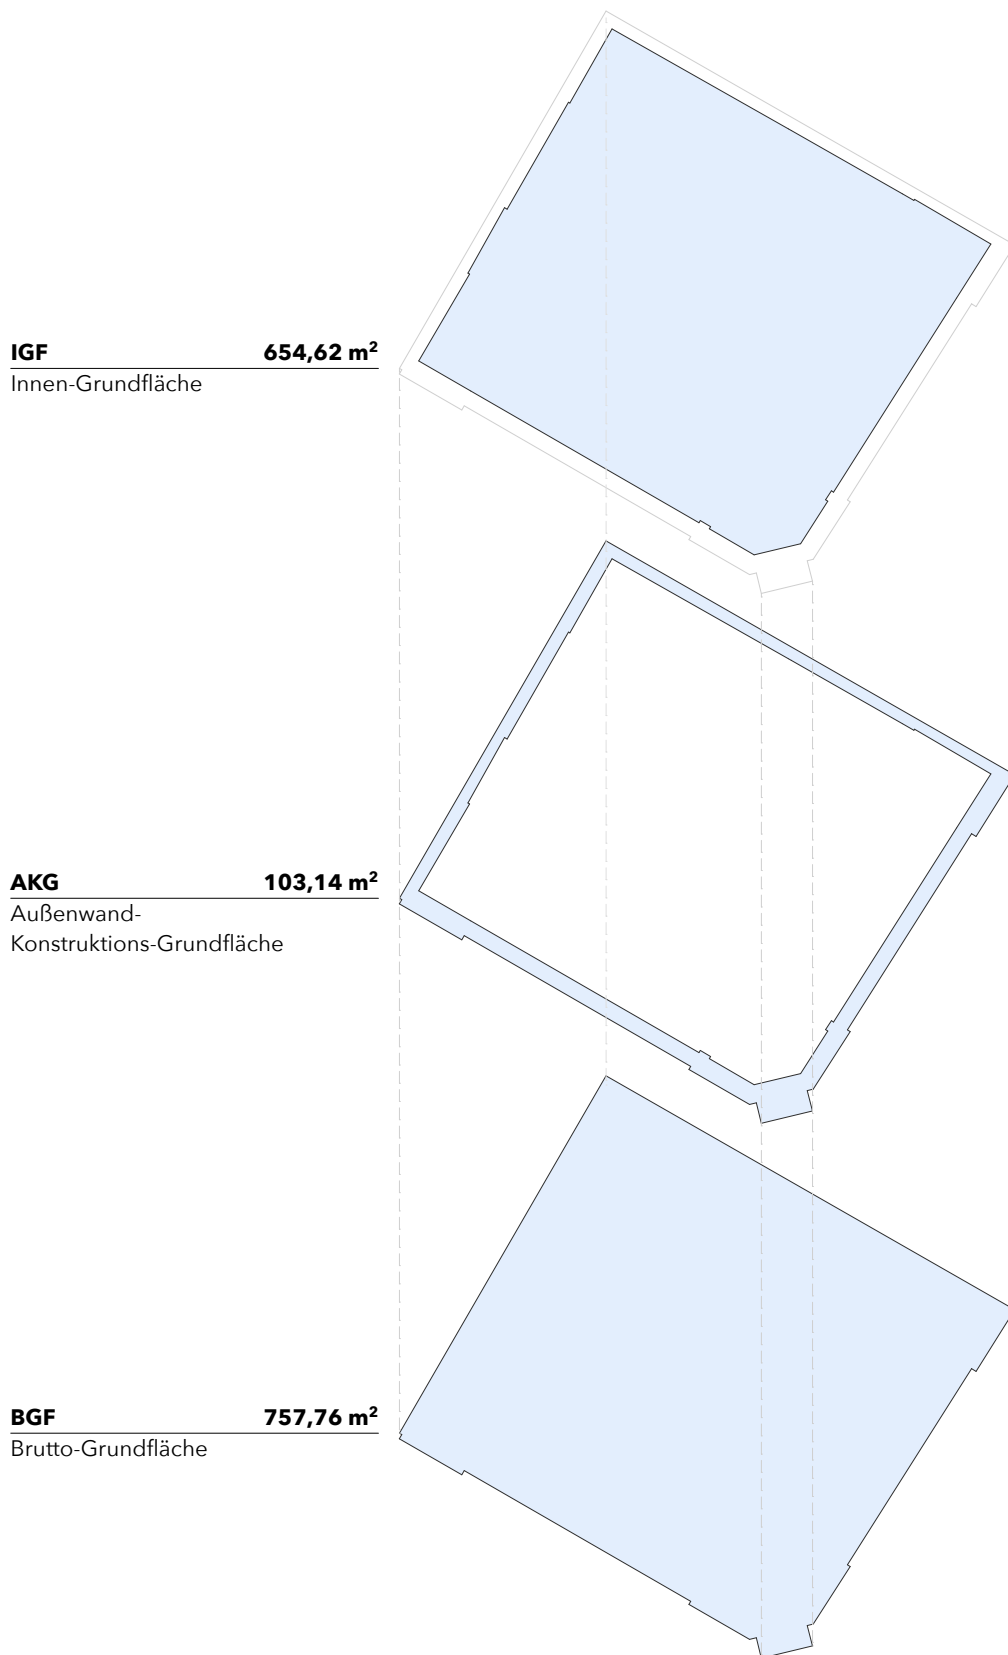 IGF 654,62 m²
Innen-Grundfläche
AKG 103,14 m²
Außenwand-
Konstruktions-Grundfläche
BGF 757,76 m²
Brutto-Grundfläche